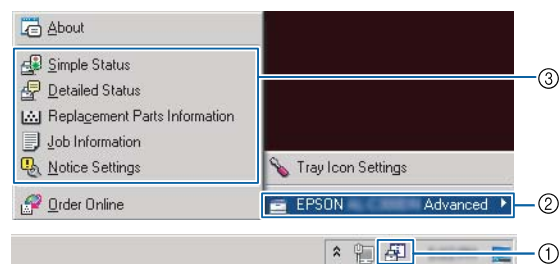 About
Simple Status
Detailed Status
Replacement Parts Information
Job Information
Notice Settings
Order Online
Tray Icon Settings
EPSON Advanced
③
②
①